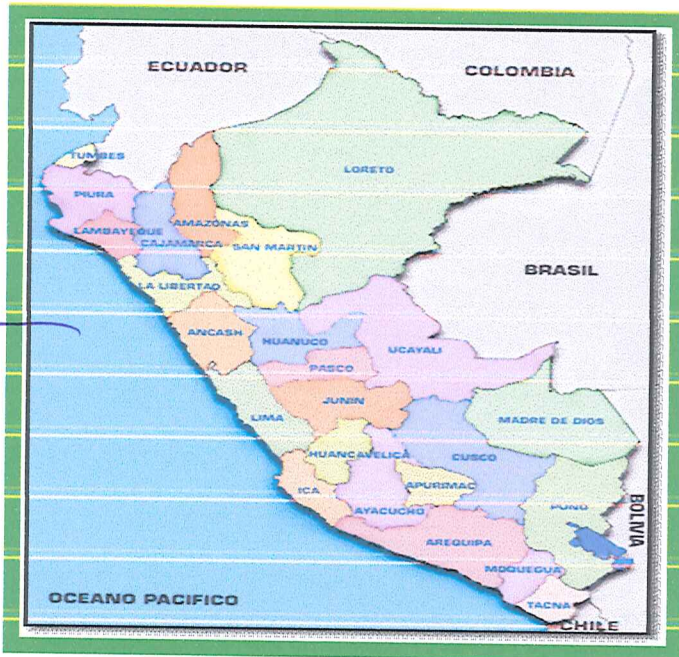 ECUADOR
COLOMBIA
TUMBES
LORETO
PIURA
AMAZONAS
LAMBAYEQUE
CAJAMARCA
SAN MARTIN
BRASIL
LA LIBERTAD
ANCASH
HUANUCO
UCAYALI
PASCO
JUNIN
LIMA
MADRE DE DIOS
HUANCAVELICA
CUSCO
APURIMAC
ICA
PUNO
BOLIVIA
AYACUCHO
AREQUIPA
MOQUEGUA
OCEANO PACIFICO
TACNA
CHILE